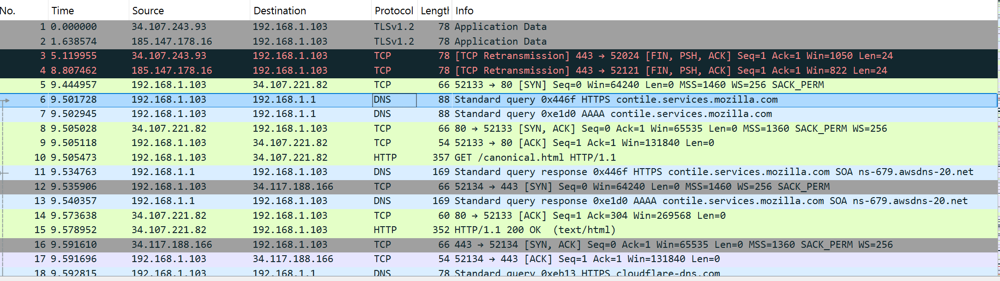 No. Time Source Destination Protocol Length Info
1 0.000000 34.107.243.93 192.168.1.103 TLSv1.2 78 Application Data
2 1.638574 185.147.178.16 192.168.1.103 TLSv1.2 78 Application Data
3 5.119955 34.107.243.93 192.168.1.103 TCP 78 [TCP Retransmission] 443 → 52024 [FIN, PSH, ACK] Seq=1 Ack=1 Win=1050 Len=24
4 8.807462 185.147.178.16 192.168.1.103 TCP 78 [TCP Retransmission] 443 → 52121 [FIN, PSH, ACK] Seq=1 Ack=1 Win=822 Len=24
5 9.444957 192.168.1.103 34.107.221.82 TCP 66 52133 → 80 [SYN] Seq=0 Win=64240 Len=0 MSS=1460 WS=256 SACK_PERM
6 9.501728 192.168.1.103 192.168.1.1 DNS 88 Standard query 0x446f HTTPS contile.services.mozilla.com
7 9.502945 192.168.1.103 192.168.1.1 DNS 88 Standard query 0xe1d0 AAAA contile.services.mozilla.com
8 9.505028 34.107.221.82 192.168.1.103 TCP 66 80 → 52133 [SYN, ACK] Seq=0 Ack=1 Win=65535 Len=0 MSS=1360 SACK_PERM WS=256
9 9.505118 192.168.1.103 34.107.221.82 TCP 54 52133 → 80 [ACK] Seq=1 Ack=1 Win=131840 Len=0
10 9.505473 192.168.1.103 34.107.221.82 HTTP 357 GET /canonical.html HTTP/1.1
11 9.534763 192.168.1.1 192.168.1.103 DNS 169 Standard query response 0x446f HTTPS contile.services.mozilla.com SOA ns-679.awsdns-20.net
12 9.535906 192.168.1.103 34.117.188.166 TCP 66 52134 → 443 [SYN] Seq=0 Win=64240 Len=0 MSS=1460 WS=256 SACK_PERM
13 9.540357 192.168.1.1 192.168.1.103 DNS 169 Standard query response 0xe1d0 AAAA contile.services.mozilla.com SOA ns-679.awsdns-20.net
14 9.573638 34.107.221.82 192.168.1.103 TCP 60 80 → 52133 [ACK] Seq=1 Ack=304 Win=269568 Len=0
15 9.578952 34.107.221.82 192.168.1.103 HTTP 352 HTTP/1.1 200 OK (text/html)
16 9.591610 34.117.188.166 192.168.1.103 TCP 66 443 → 52134 [SYN, ACK] Seq=0 Ack=1 Win=65535 Len=0 MSS=1360 SACK_PERM WS=256
17 9.591696 192.168.1.103 34.117.188.166 TCP 54 52134 → 443 [ACK] Seq=1 Ack=1 Win=131840 Len=0
18 9.592815 192.168.1.103 192.168.1.1 DNS 78 Standard query 0xeb13 HTTPS cloudflare-dns.com